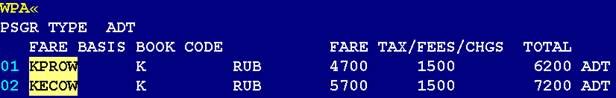 WPA«
PSGR TYPE ADT
FARE BASIS BOOK CODE FARE TAX/FEES/CHGS TOTAL
01 KPROW K RUB 4700 1500 6200 ADT
02 KECOW K RUB 5700 1500 7200 ADT